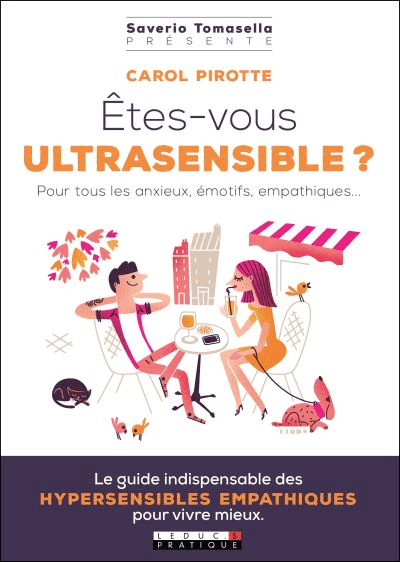 Saverio Tomasella
PRÉSENTE
CAROL PIROTTE
Êtes-vous
ULTRASENSIBLE ?
Pour tous les anxieux, émotifs, empathiques...
CLOD
Le guide indispensable des
HYPERSENSIBLES EMPATHIQUES
pour vivre mieux.
LEDUC.S
PRATIQUE